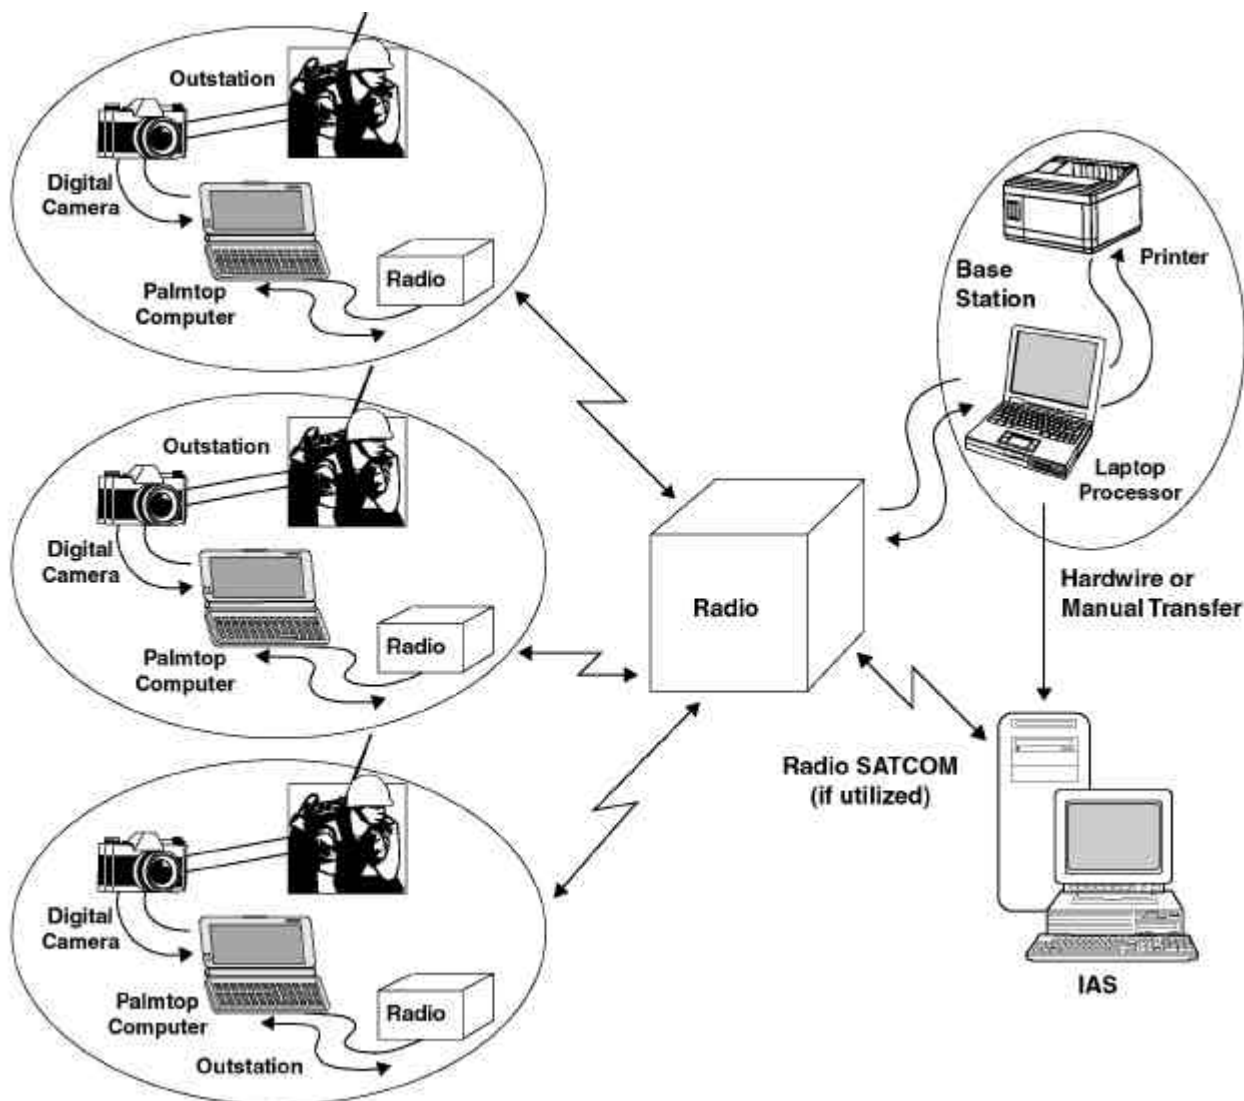 Outstation
Digital
Camera
Radio
Palmtop
Computer
Outstation
Digital
Camera
Radio
Palmtop
Computer
Digital
Camera
Radio
Palmtop
Computer
Outstation
Radio
Printer
Base
Station
Laptop
Processor
Hardwire or
Manual Transfer
Radio SATCOM
(if utilized)
IAS